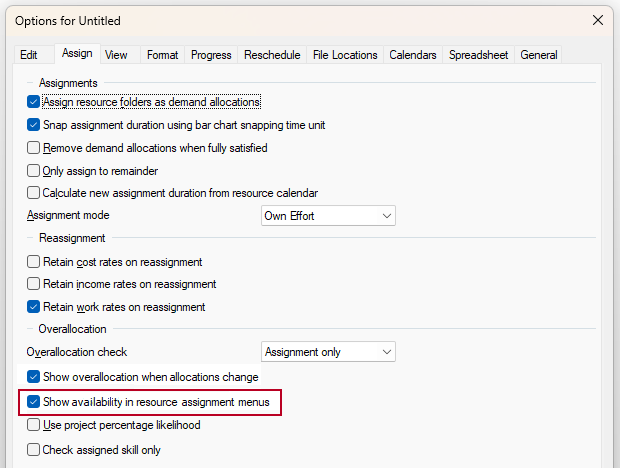 Options for Untitled
Edit Assign View Format Progress Reschedule File Locations Calendars Spreadsheet General
Assignments
Assign resource folders as demand allocations
Snap assignment duration using bar chart snapping time unit
Remove demand allocations when fully satisfied
Only assign to remainder
Calculate new assignment duration from resource calendar
Assignment mode Own Effort
Reassignment
Retain cost rates on reassignment
Retain income rates on reassignment
Retain work rates on reassignment
Overallocation
Overallocation check Assignment only
Show overallocation when allocations change
Show availability in resource assignment menus
Use project percentage likelihood
Check assigned skill only